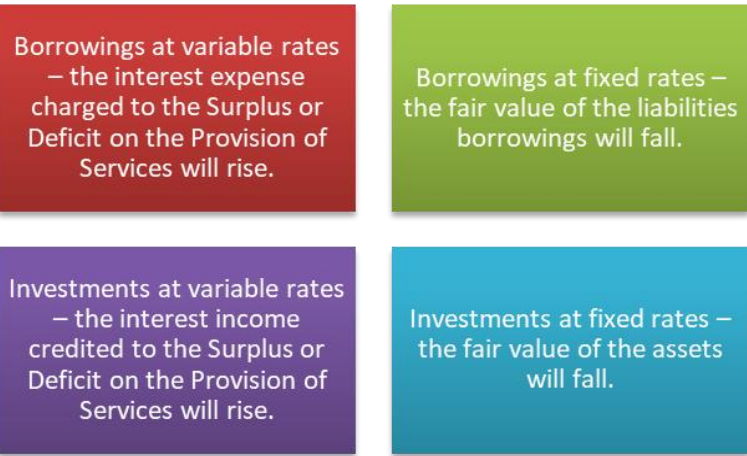 Borrowings at variable rates
– the interest expense
charged to the Surplus or
Deficit on the Provision of
Services will rise.
Borrowings at fixed rates –
the fair value of the liabilities
borrowings will fall.
Investments at variable rates
– the interest income
credited to the Surplus or
Deficit on the Provision of
Services will rise.
Investments at fixed rates –
the fair value of the assets
will fall.